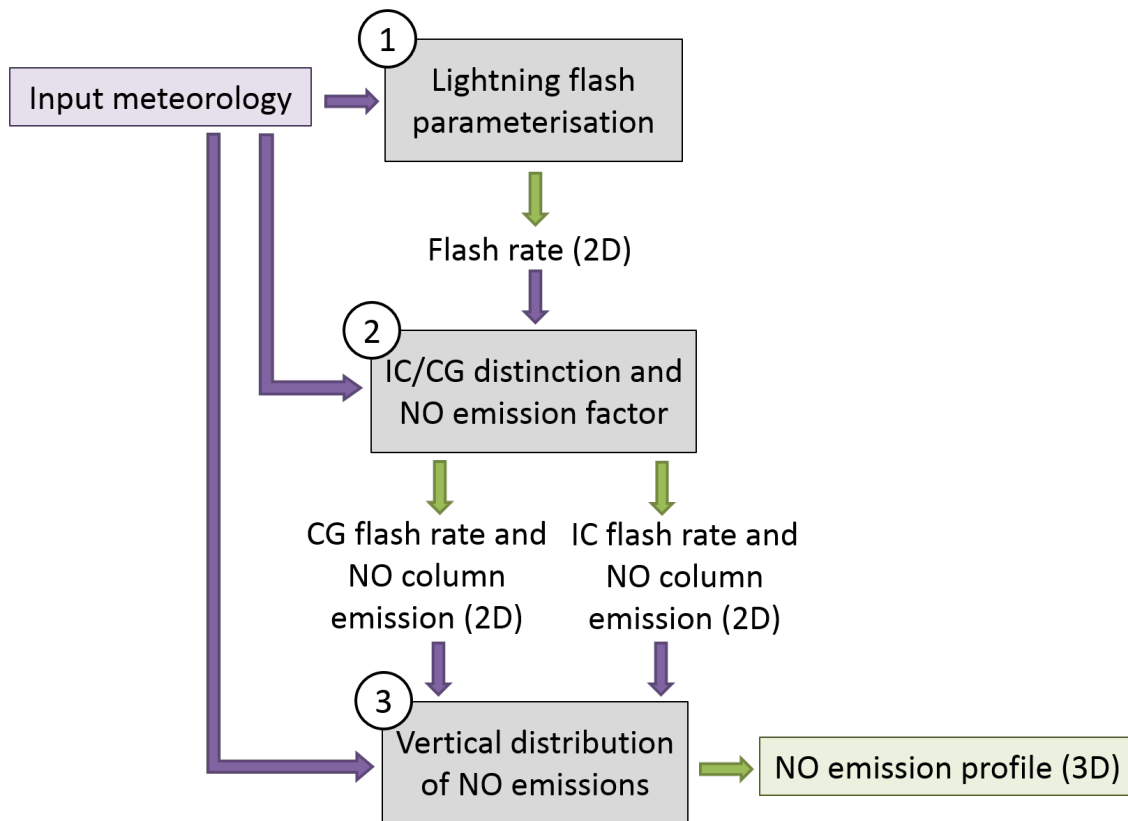 1
Input meteorology
Lightning flash
parameterisation
Flash rate (2D)
2
IC/CG distinction and
NO emission factor
CG flash rate and
NO column
emission (2D)
IC flash rate and
NO column
emission (2D)
3
Vertical distribution
of NO emissions
NO emission profile (3D)